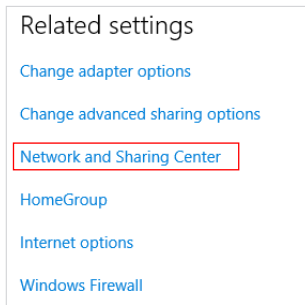 Related settings
Change adapter options
Change advanced sharing options
Network and Sharing Center
HomeGroup
Internet options
Windows Firewall